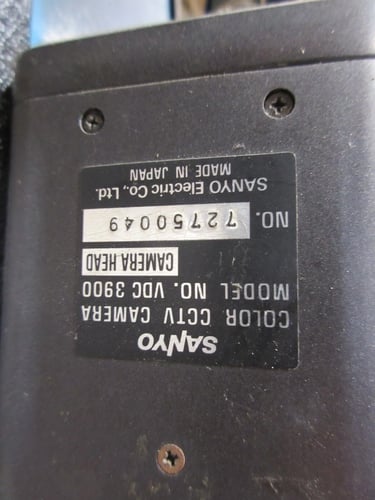 SANYO
COLOR CCTV CAMERA
MODEL NO. VDC 3900
CAMERA HEAD
NO. 72750049
SANYO Electric Co., Ltd.
MADE IN JAPAN